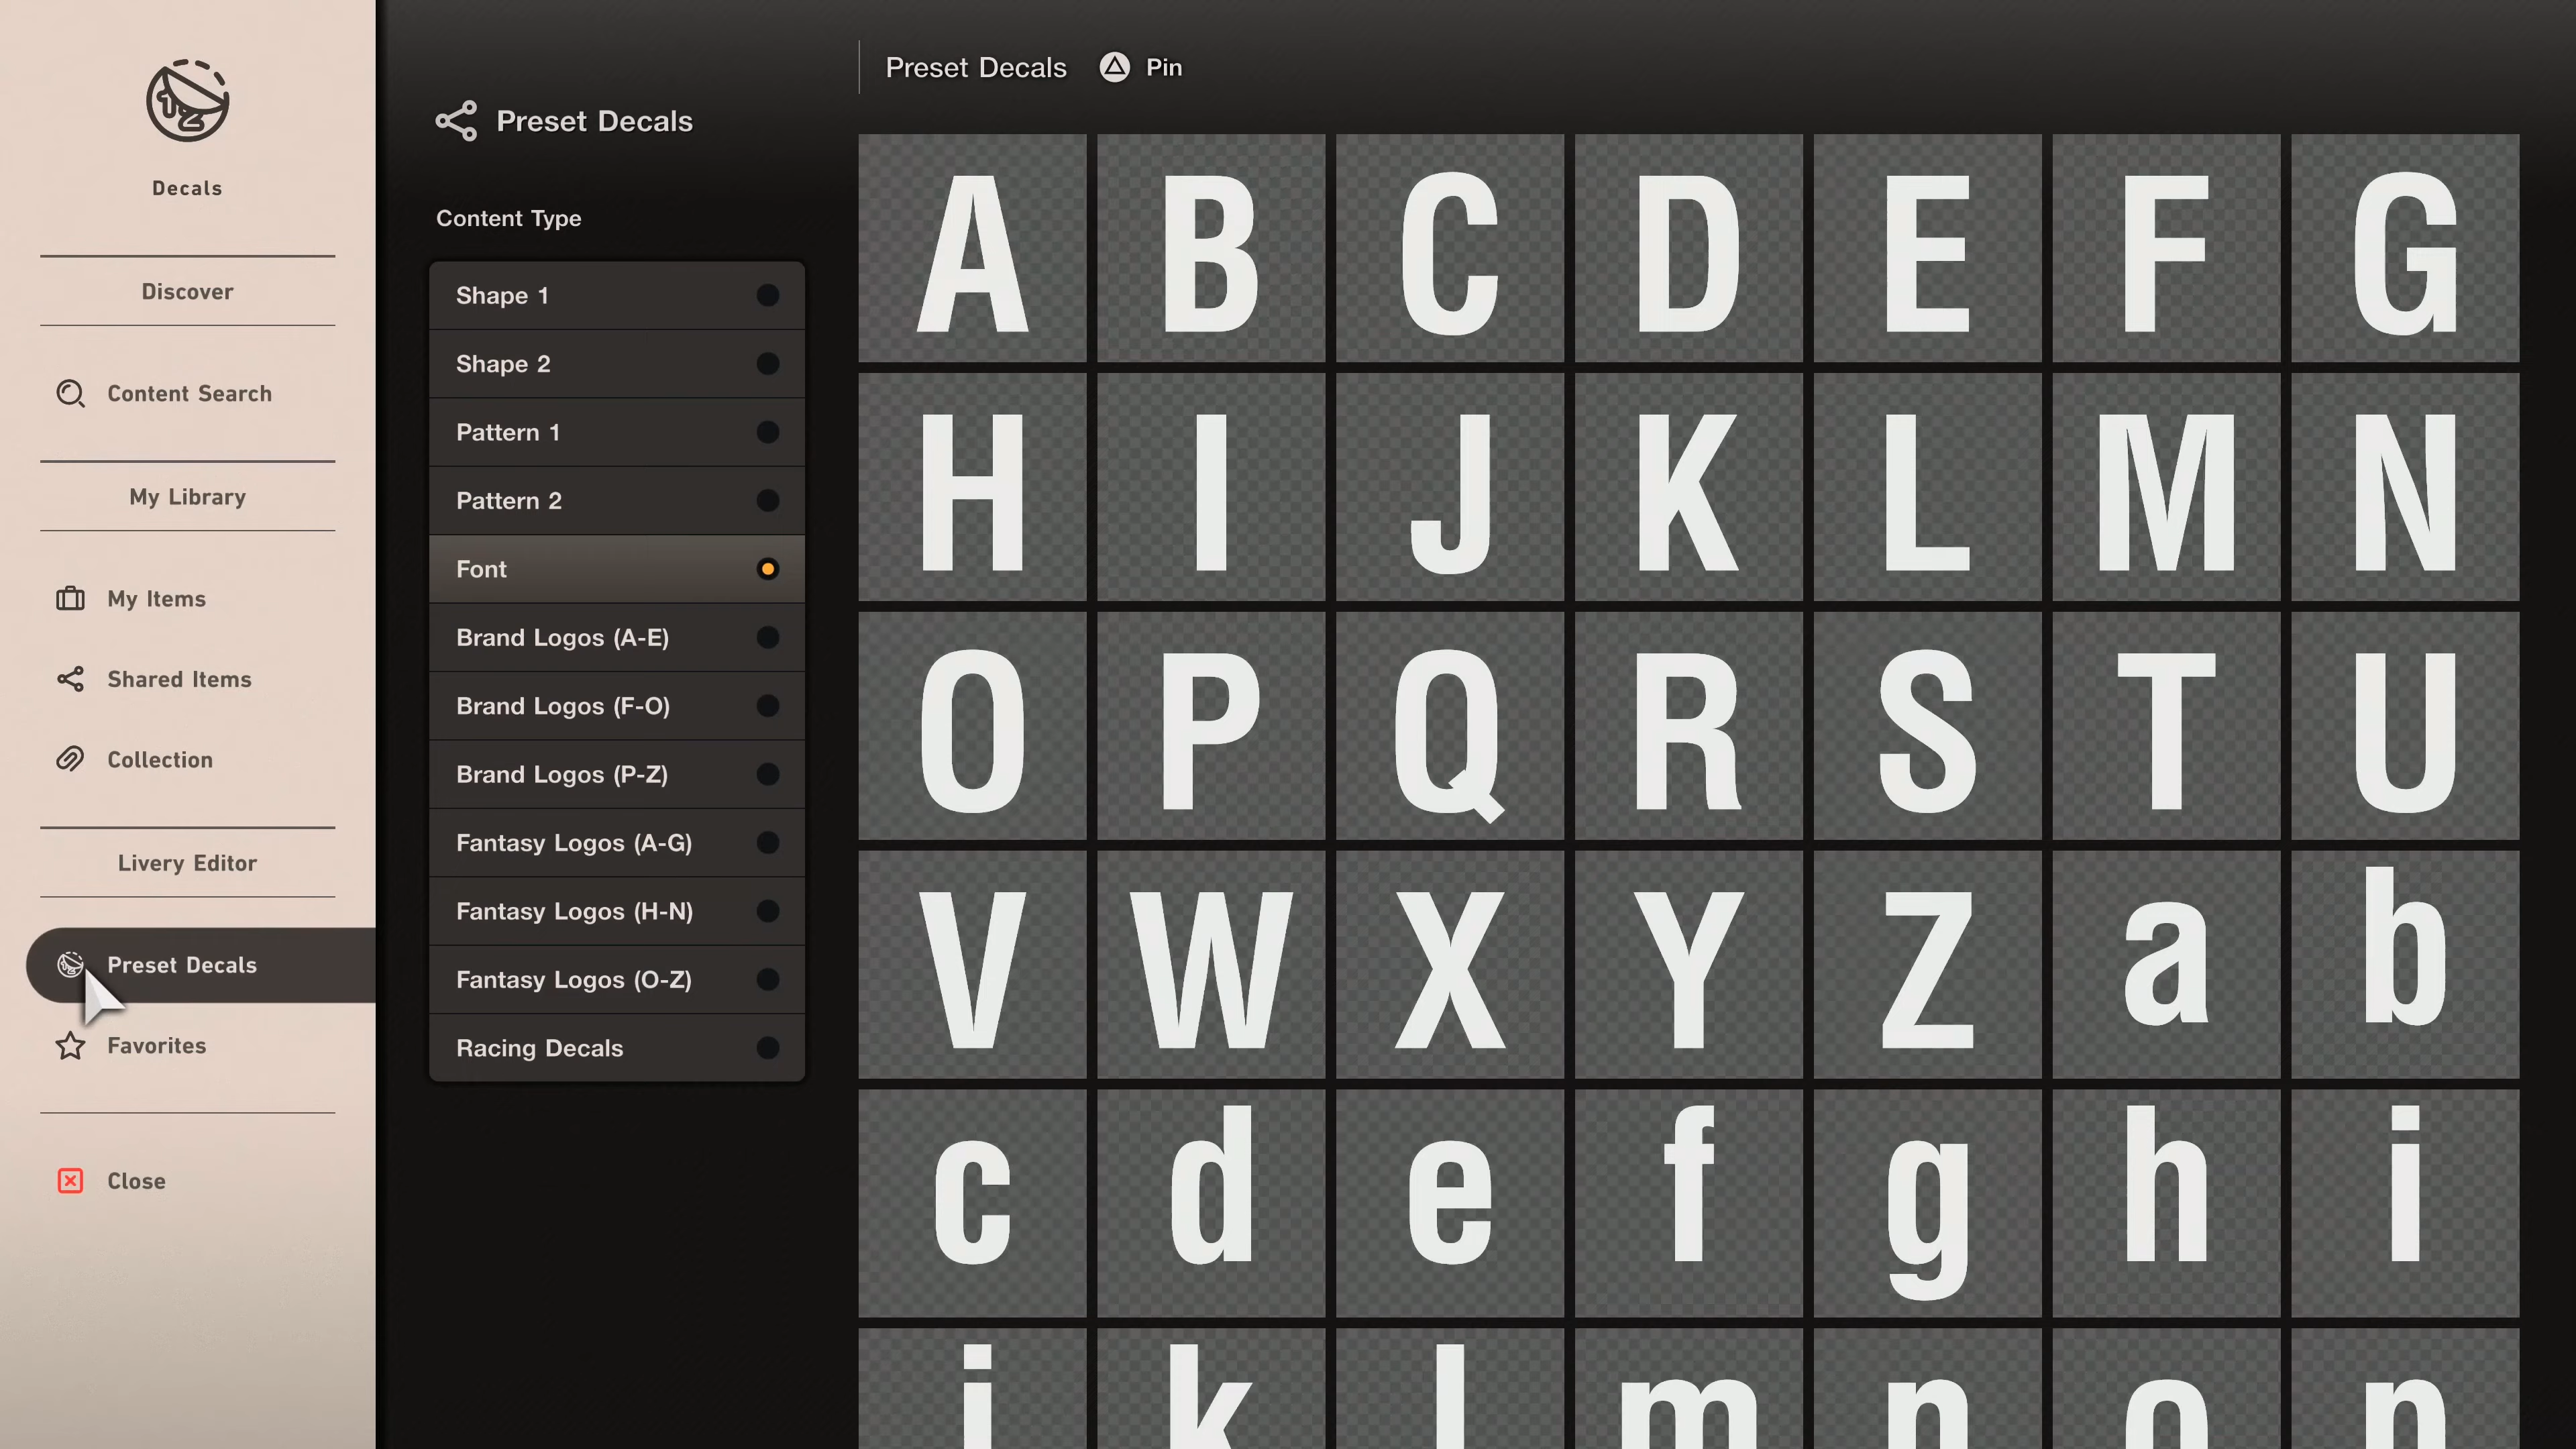 Decals
Discover
Content Search
My Library
My Items
Shared Items
Collection
Livery Editor
Preset Decals
Favorites
Close
Preset Decals
Content Type
Shape 1
Shape 2
Pattern 1
Pattern 2
Font
Brand Logos (A-E)
Brand Logos (F-O)
Brand Logos (P-Z)
Fantasy Logos (A-G)
Fantasy Logos (H-N)
Fantasy Logos (O-Z)
Racing Decals
Preset Decals Pin
A B C D E F G
H I J K L M N
O P Q R S T U
V W X Y Z a b
c d e f g h i
j k l m n o p